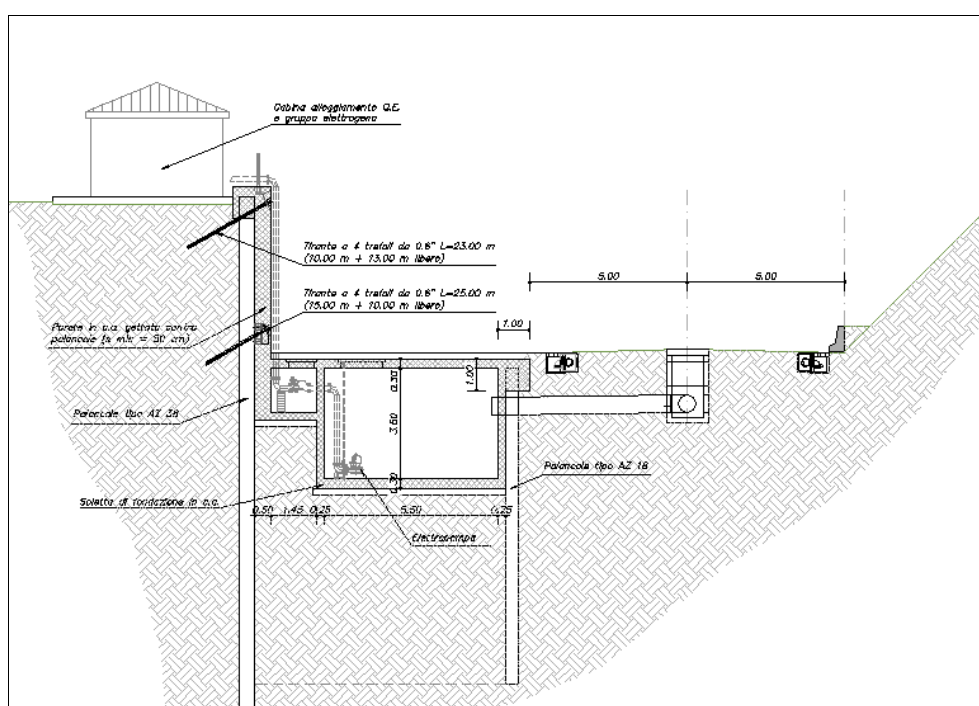 Cabina alloggiamento Q.E.
e gruppo elettrogeno
Tirante a 4 trefoli da 0.6" L=23.00 m
(10.00 m + 13.00 m libero)
5.00
5.00
Tirante a 4 trefoli da 0.6" L=25.00 m
(15.00 m + 10.00 m libero)
1.00
Parete in c.a. gettata contro
palancole (s min = 50 cm)
0.30
1.00
3.60
Palancole tipo AZ 36
Palancole tipo AZ 18
0.30
Soletta di fondazione in c.a.
0.50 1.45 0.25
5.50
0.25
Elettropompa